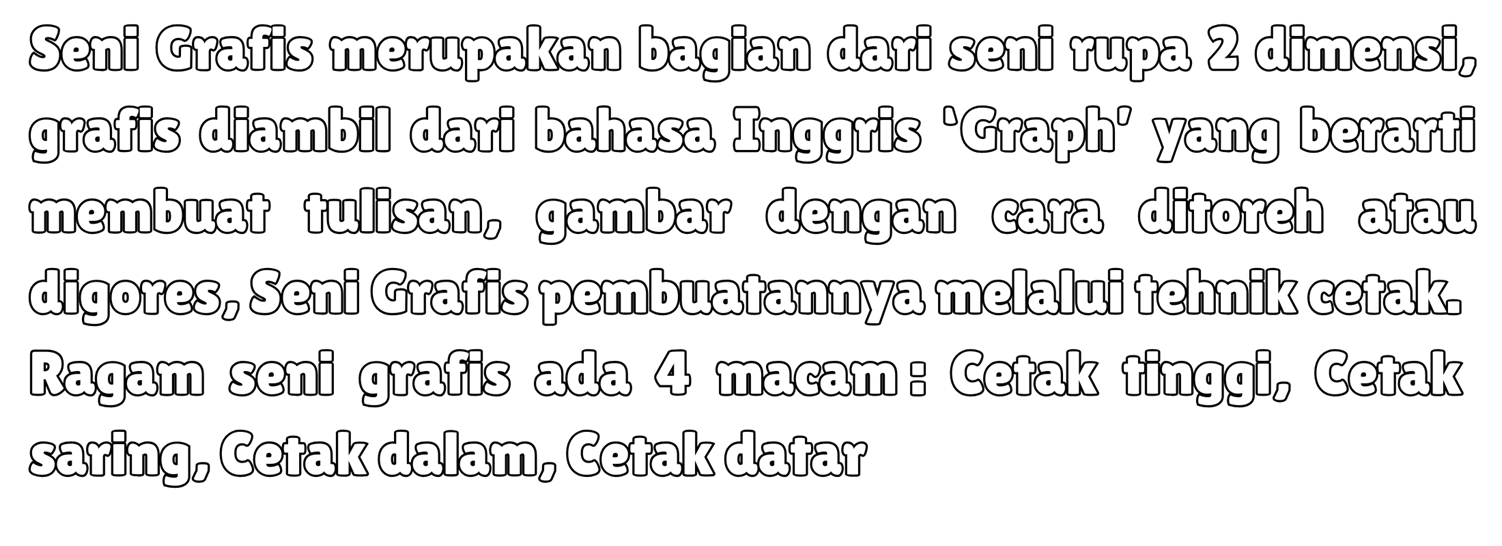 Seni Grafis merupakan bagian dari seni rupa 2 dimensi,
grafis diambil dari bahasa Inggris ‘Graph’ yang berarti
membuat tulisan, gambar dengan cara ditoreh atau
digores, Seni Grafis pembuatannya melalui tehnik cetak.
Ragam seni grafis ada 4 macam : Cetak tinggi, Cetak
saring, Cetak dalam, Cetak datar